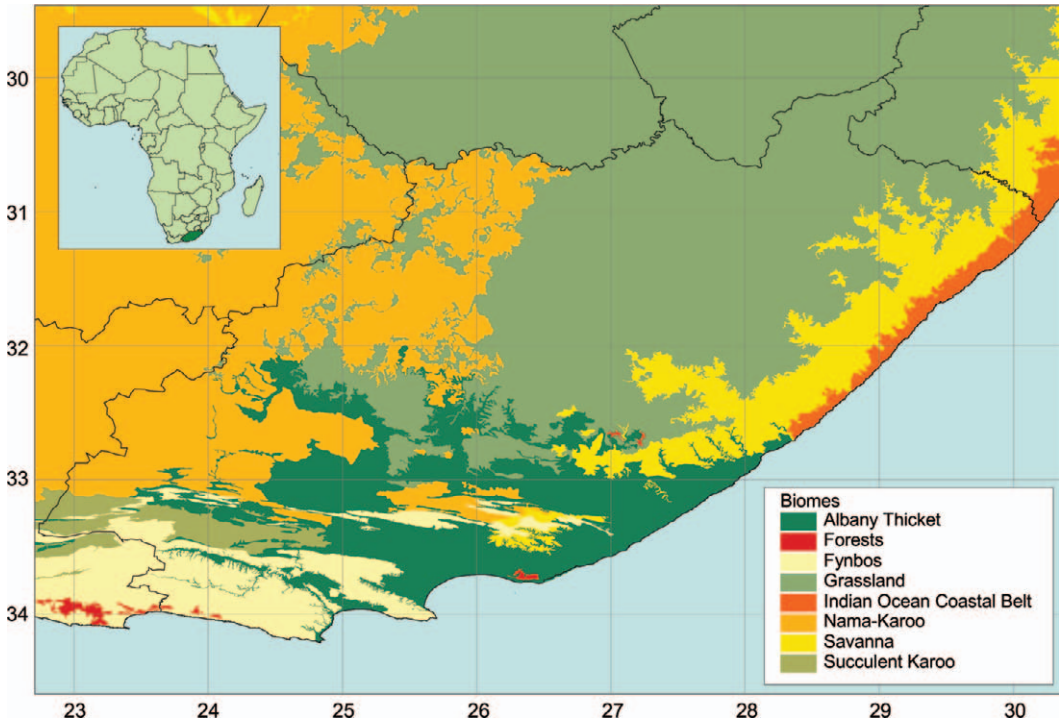 30
31
32
33
34
Biomes
Albany Thicket
Forests
Fynbos
Grassland
Indian Ocean Coastal Belt
Nama-Karoo
Savanna
Succulent Karoo
23 24 25 26 27 28 29 30